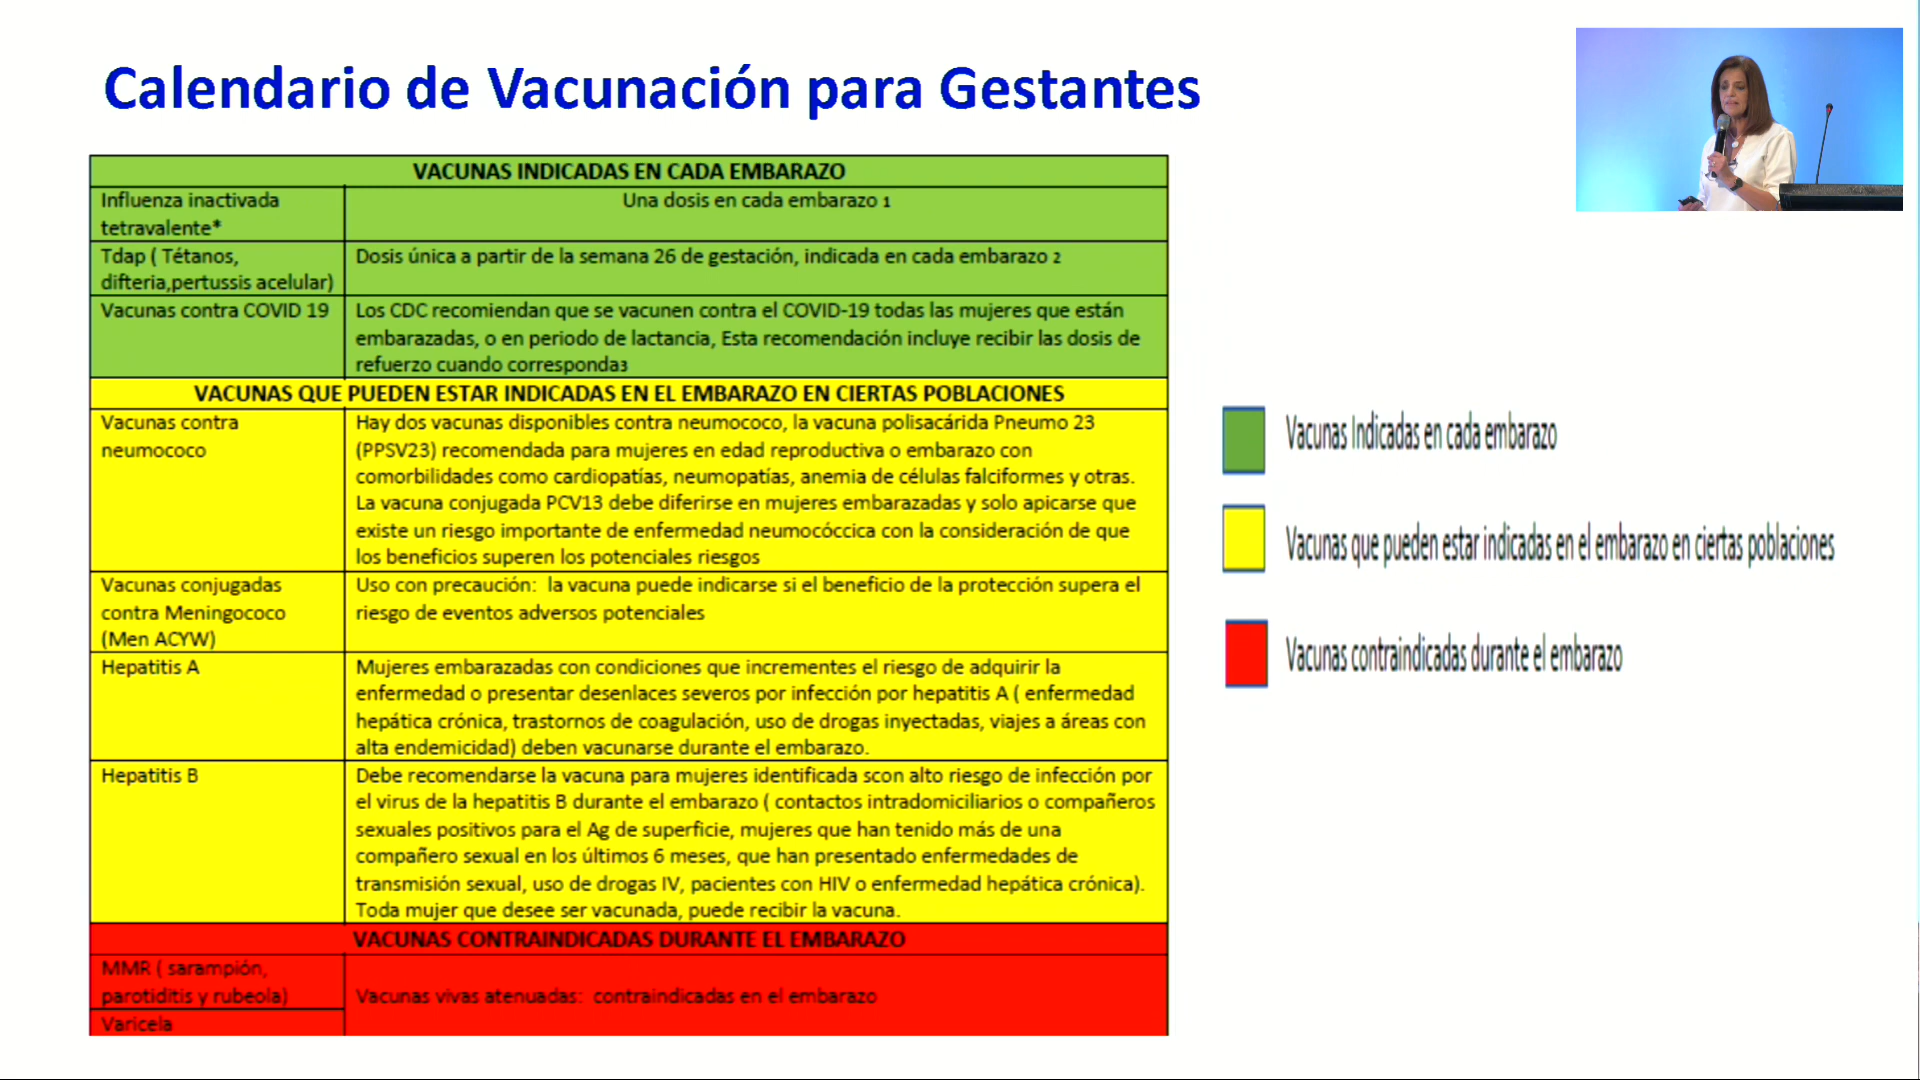 Calendario de Vacunación para Gestantes
VACUNAS INDICADAS EN CADA EMBARAZO
Influenza inactivada
tetravalente*
Una dosis en cada embarazo 1
Tdap ( Tétanos,
difteria,pertussis acelular)
Dosis única a partir de la semana 26 de gestación, indicada en cada embarazo 2
Vacunas contra COVID 19
Los CDC recomiendan que se vacunen contra el COVID-19 todas las mujeres que están
embarazadas, o en periodo de lactancia, Esta recomendación incluye recibir las dosis de
refuerzo cuando corresponda3
VACUNAS QUE PUEDEN ESTAR INDICADAS EN EL EMBARAZO EN CIERTAS POBLACIONES
Vacunas contra
neumococo
Hay dos vacunas disponibles contra neumococo, la vacuna polisacárida Pneumo 23
(PPSV23) recomendada para mujeres en edad reproductiva o embarazo con
comorbilidades como cardiopatías, neumopatías, anemia de células falciformes y otras.
La vacuna conjugada PCV13 debe diferirse en mujeres embarazadas y solo apicarse que
existe un riesgo importante de enfermedad neumocóccica con la consideración de que
los beneficios superen los potenciales riesgos
Vacunas conjugadas
contra Meningococo
(Men ACYW)
Uso con precaución: la vacuna puede indicarse si el beneficio de la protección supera el
riesgo de eventos adversos potenciales
Hepatitis A
Mujeres embarazadas con condiciones que incrementes el riesgo de adquirir la
enfermedad o presentar desenlaces severos por infección por hepatitis A ( enfermedad
hepática crónica, trastornos de coagulación, uso de drogas inyectadas, viajes a áreas con
alta endemicidad) deben vacunarse durante el embarazo.
Hepatitis B
Debe recomendarse la vacuna para mujeres identificada scon alto riesgo de infección por
el virus de la hepatitis B durante el embarazo ( contactos intradomiciliarios o compañeros
sexuales positivos para el Ag de superficie, mujeres que han tenido más de una
compañero sexual en los últimos 6 meses, que han presentado enfermedades de
transmisión sexual, uso de drogas IV, pacientes con HIV o enfermedad hepática crónica).
Toda mujer que desee ser vacunada, puede recibir la vacuna.
VACUNAS CONTRAINDICADAS DURANTE EL EMBARAZO
MMR ( sarampión,
parotiditis y rubeola)
Vacunas vivas atenuadas: contraindicadas en el embarazo
Varicela
Vacunas Indicadas en cada embarazo
Vacunas que pueden estar indicadas en el embarazo en ciertas poblaciones
Vacunas contraindicadas durante el embarazo